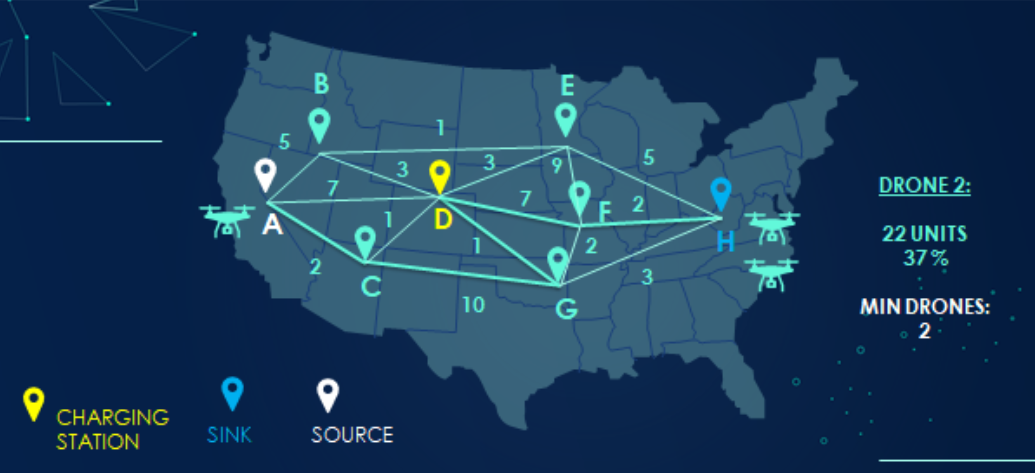 B
E
1
5
5
3
3
9
7
7
2
F
A
D
H
1
1
2
2
3
C
G
10
DRONE 2:
22 UNITS
37%
MIN DRONES:
2
CHARGING
STATION
SINK
SOURCE